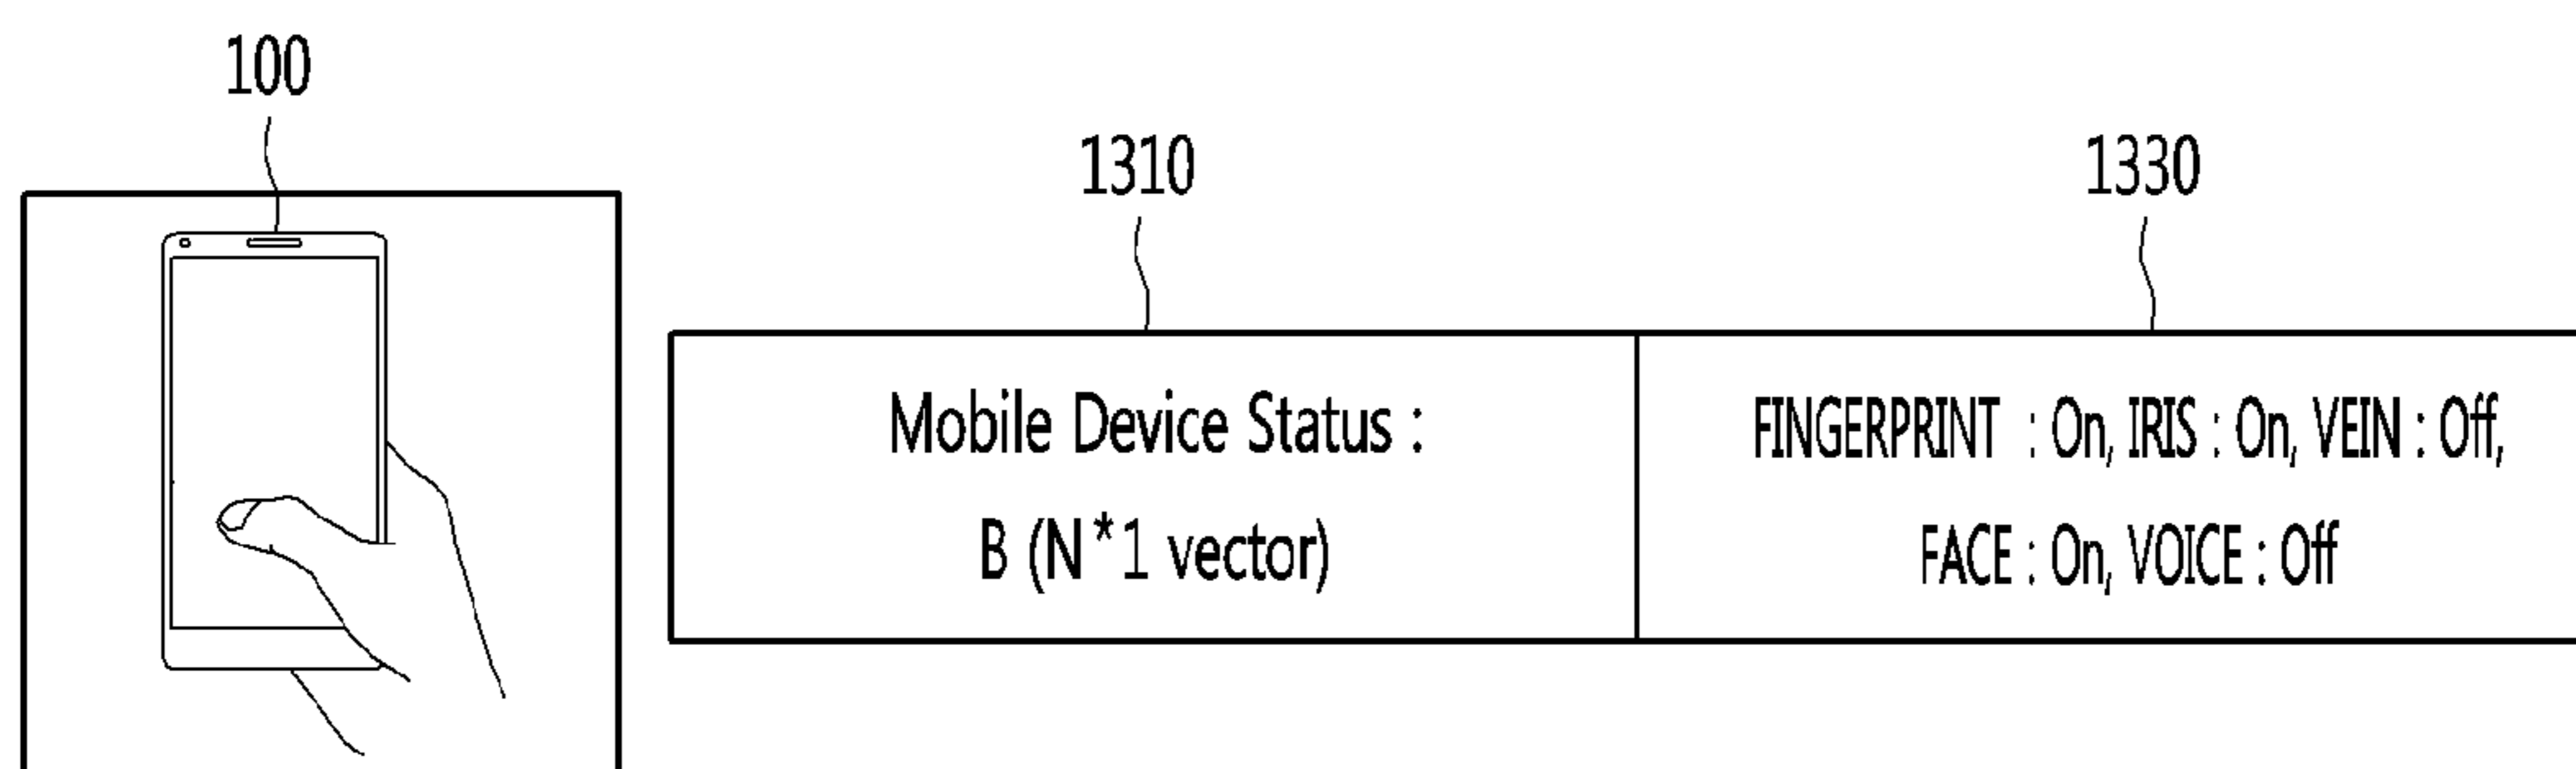 100
1310
1330
Mobile Device Status :
B (N*1 vector)
FINGERPRINT : On, IRIS : On, VEIN : Off,
FACE : On, VOICE : Off